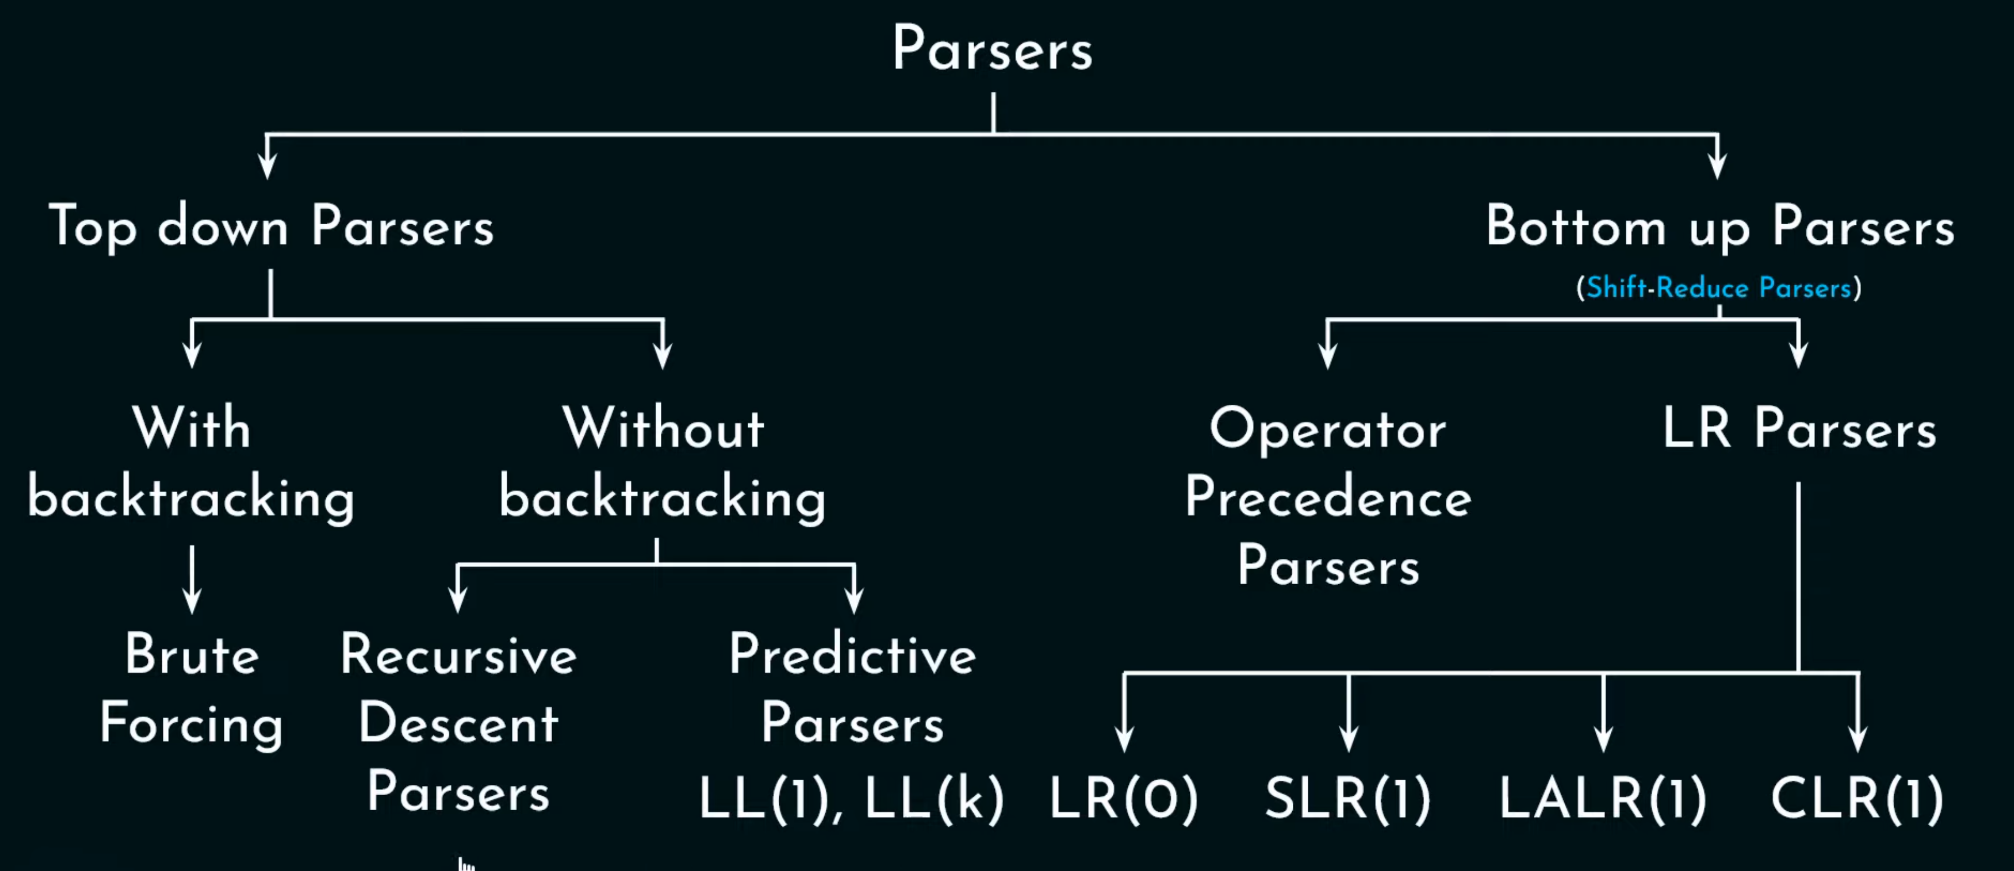 Parsers
Top down Parsers
Bottom up Parsers
(Shift-Reduce Parsers)
With
backtracking
Without
backtracking
Operator
Precedence
Parsers
LR Parsers
Brute
Forcing
Recursive
Descent
Parsers
Predictive
Parsers
LL(1), LL(k)
LR(0)
SLR(1)
LALR(1)
CLR(1)